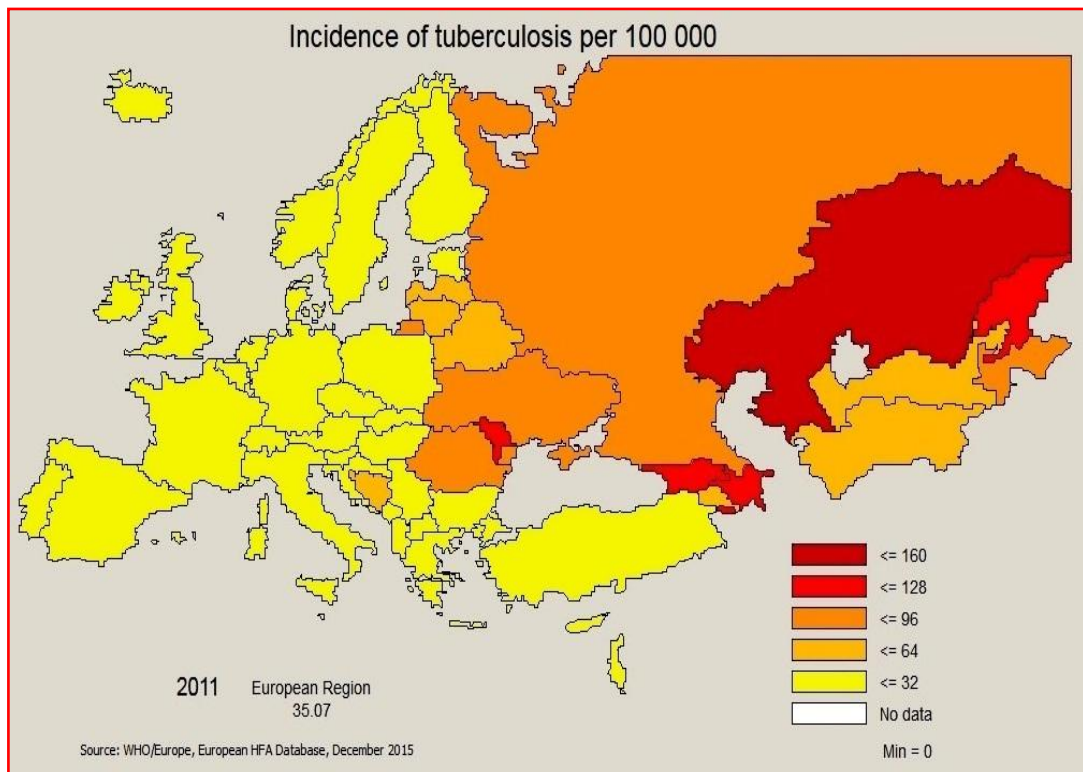 Incidence of tuberculosis per 100 000
<= 160
<= 128
<= 96
<= 64
<= 32
No data
Min = 0
2011
European Region
35.07
Source: WHO/Europe, European HFA Database, December 2015